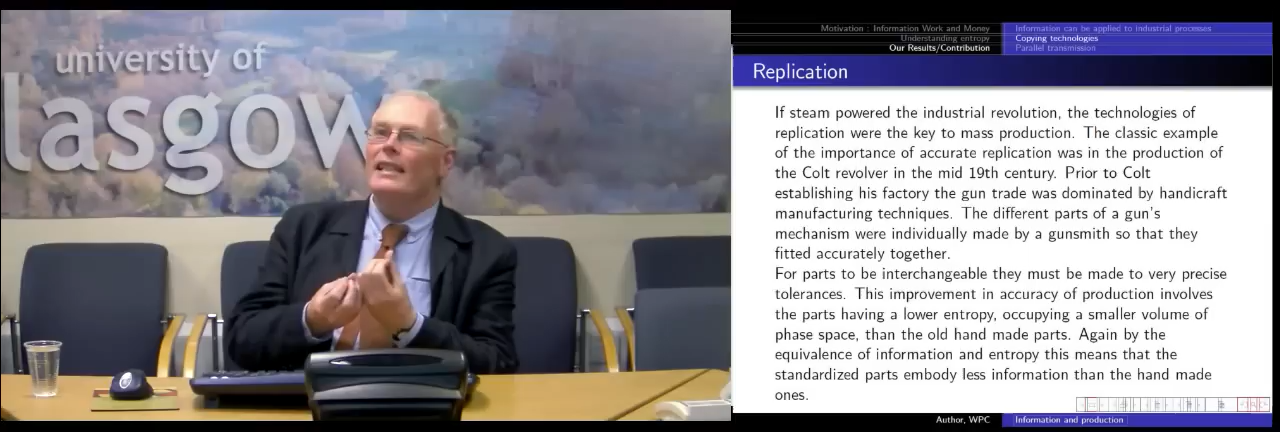 university of
lasgow
Motivation : Information Work and Money
Understanding entropy
Our Results/Contribution
Information can be applied to industrial processes
Copying technologies
Parallel transmission
Replication
If steam powered the industrial revolution, the technologies of
replication were the key to mass production. The classic example
of the importance of accurate replication was in the production of
the Colt revolver in the mid 19th century. Prior to Colt
establishing his factory the gun trade was dominated by handicraft
manufacturing techniques. The different parts of a gun's
mechanism were individually made by a gunsmith so that they
fitted accurately together.
For parts to be interchangeable they must be made to very precise
tolerances. This improvement in accuracy of production involves
the parts having a lower entropy, occupying a smaller volume of
phase space, than the old hand made parts. Again by the
equivalence of information and entropy this means that the
standardized parts embody less information than the hand made
ones.
Author, WPC
Information and production